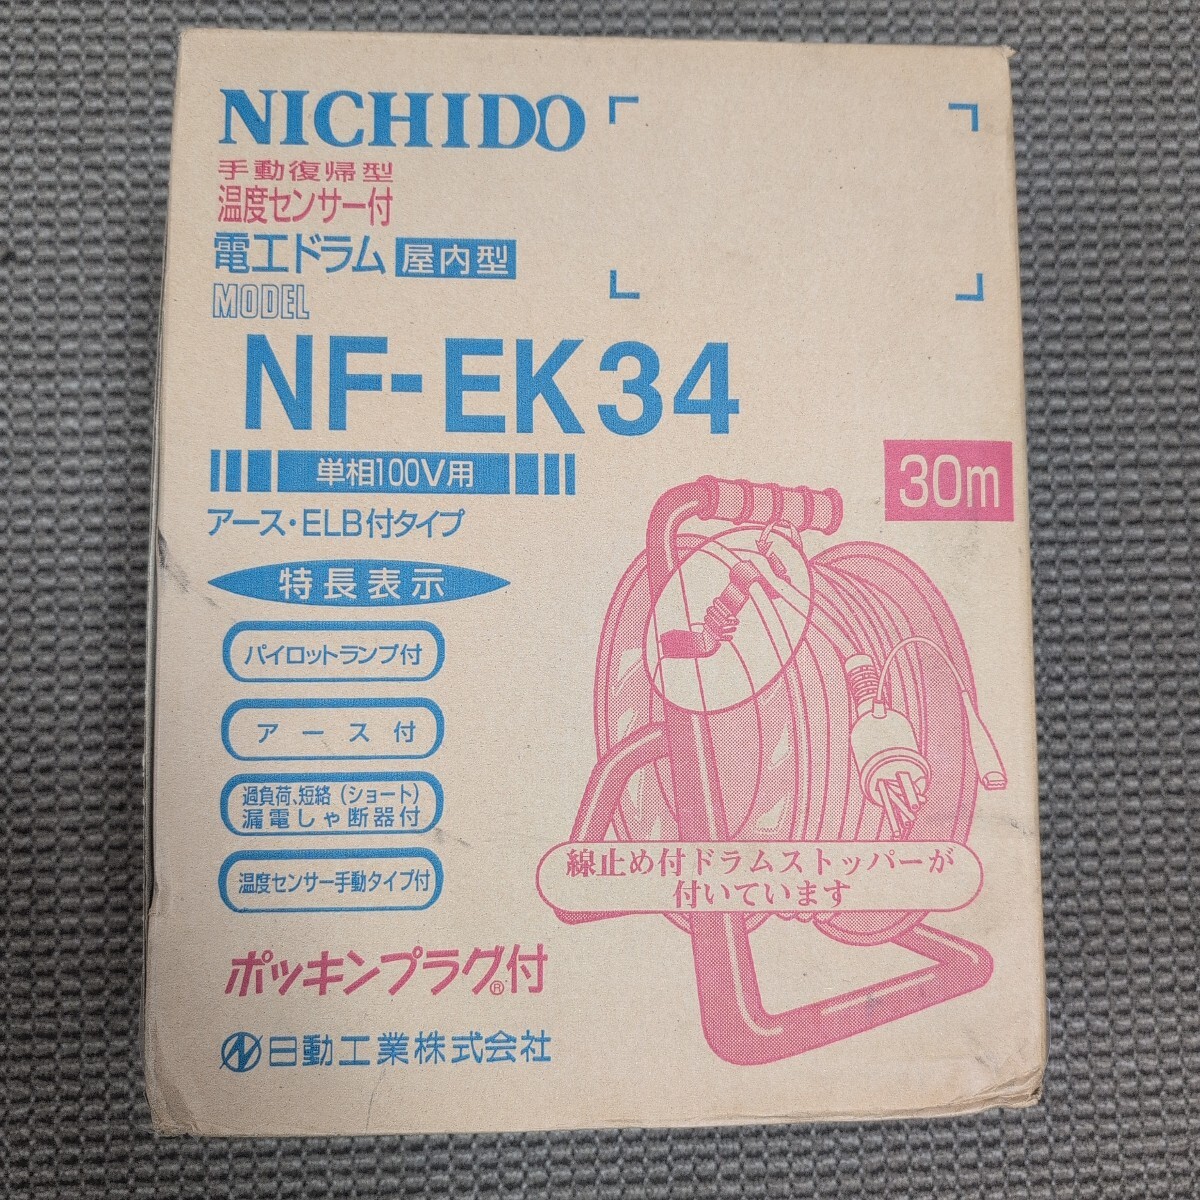 NICHIDO
手動復帰型
温度センサー付
電工ドラム 屋内型
MODEL
NF-EK34
単相100V用
30m
アース・ELB付タイプ
特長表示
パイロットランプ付
アース付
過負荷、短絡(ショート)
漏電しゃ断器付
温度センサー手動タイプ付
線止め付ドラムストッパーが
付いています
ポッキンプラグ®付
日動工業株式会社